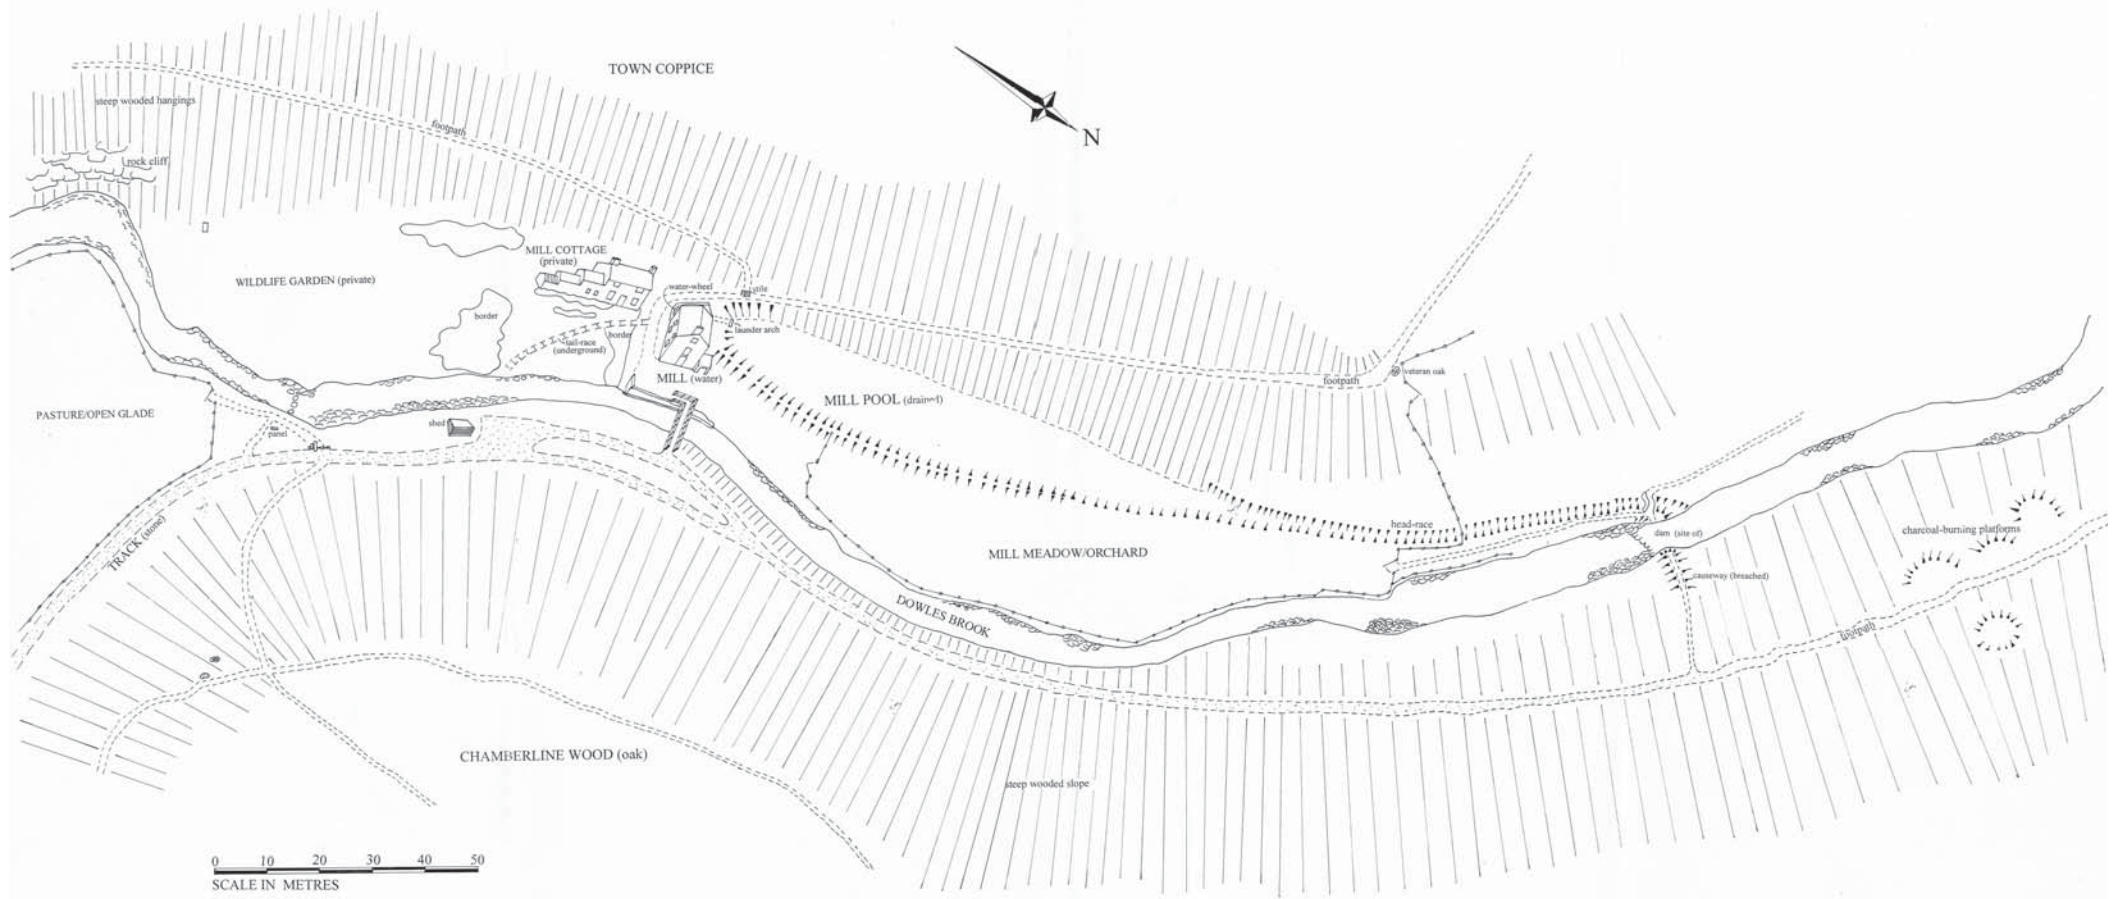 TOWN COPPICE
steep wooded hangings
footpath
N
rock cliff
MILL COTTAGE
(private)
WILDLIFE GARDEN (private)
water-wheel
stile
border
launder arch
border
tail-race
(underground)
MILL (water)
footpath
veteran oak
MILL POOL (drained)
PASTURE/OPEN GLADE
shed
panel
TRACK (stone)
head-race
MILL MEADOW/ORCHARD
dam (site of)
charcoal-burning platforms
causeway (breached)
DOWLES BROOK
footpath
CHAMBERLINE WOOD (oak)
steep wooded slope
0 10 20 30 40 50
SCALE IN METRES